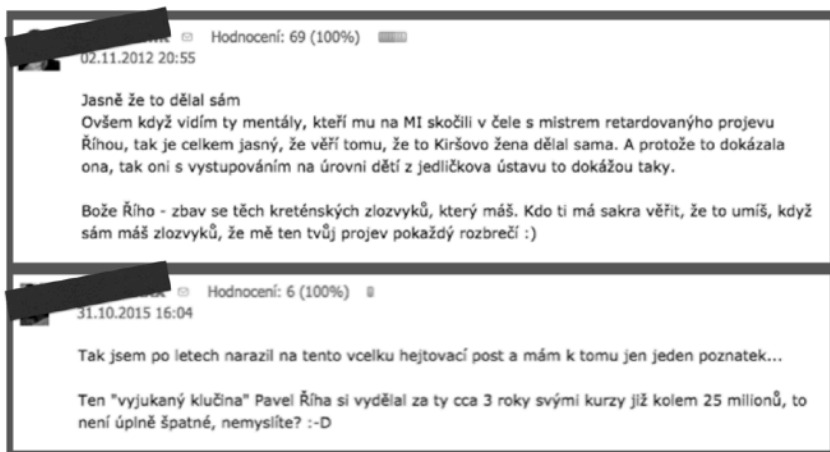 Hodnocení: 69 (100%)
02.11.2012 20:55
Jasně že to dělal sám
Ovšem když vidím ty mentály, kteří mu na MI skočili v čele s mistrem retardovanýho projevu
Říhou, tak je celkem jasný, že věří tomu, že to Kiršovo žena dělal sama. A protože to dokázala
ona, tak oni s vystupováním na úrovni dětí z jedličkova ústavu to dokážou taky.
Bože Řího - zbav se těch kreténských zlozvyků, který máš. Kdo ti má sakra věřit, že to umíš, když
sám máš zlozvyků, že mě ten tvůj projev pokaždý rozbrečí :)
Hodnocení: 6 (100%)
31.10.2015 16:04
Tak jsem po letech narazil na tento vcelku hejtovací post a mám k tomu jen jeden poznatek...
Ten "vyjukaný klučina" Pavel Říha si vydělal za ty cca 3 roky svými kurzy již kolem 25 milionů, to
není úplně špatné, nemyslíte? :-D